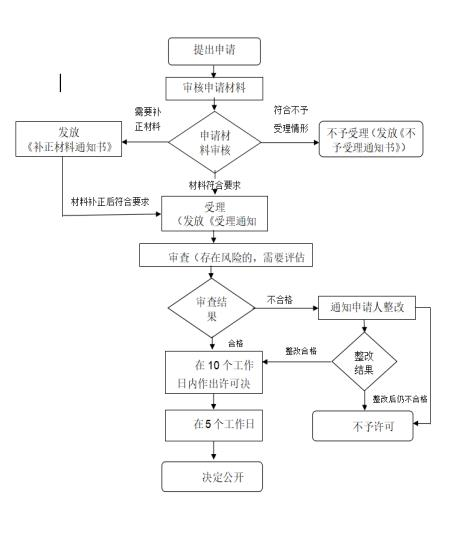 提出申请
审核申请材料
需要补
正材料
符合不予
受理情形
申请材
料审核
发放
《补正材料通知书》
不予受理（发放《不
予受理通知书》）
材料符合要求
材料补正后符合要求
受理
（发放《受理通知
审查（存在风险的，需要评估
审查结
果
不合格
通知申请人整改
合格
整改合格
整改
结果
在 10 个工作
日内作出许可决
整改后仍不合格
在 5 个工作日
不予许可
决定公开